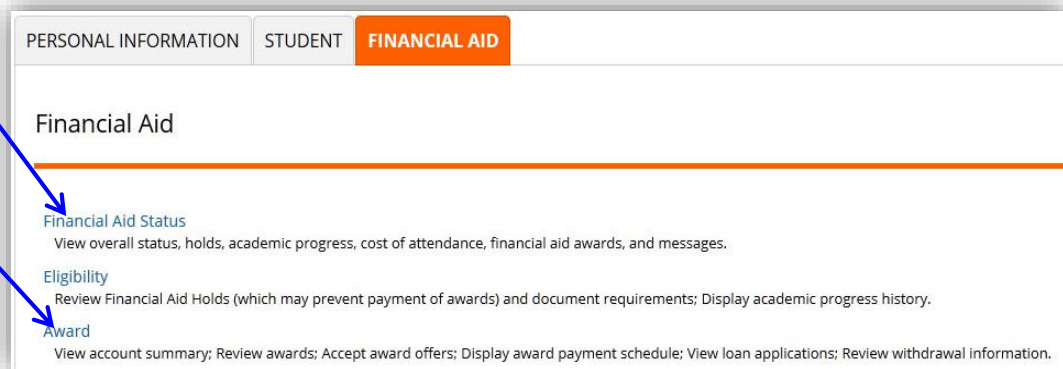 PERSONAL INFORMATION STUDENT FINANCIAL AID
Financial Aid
Financial Aid Status
View overall status, holds, academic progress, cost of attendance, financial aid awards, and messages.
Eligibility
Review Financial Aid Holds (which may prevent payment of awards) and document requirements; Display academic progress history.
Award
View account summary; Review awards; Accept award offers; Display award payment schedule; View loan applications; Review withdrawal information.